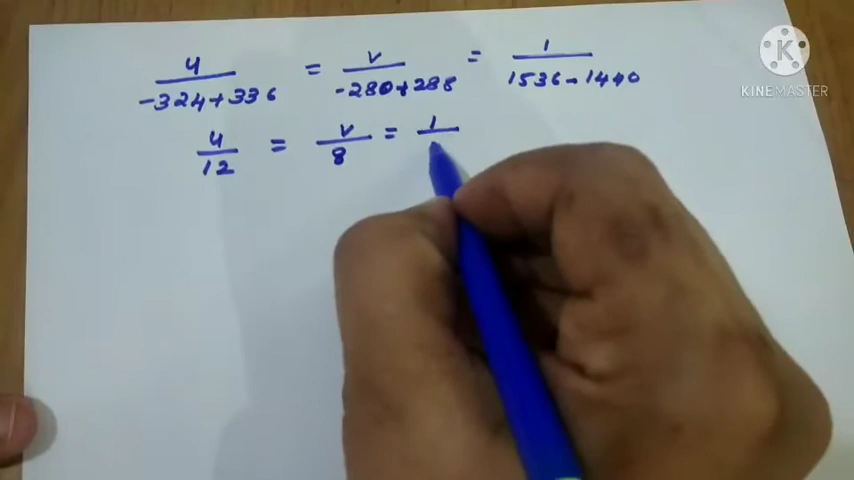 u/-324+336 = v/-280+288 = 1/1536-1440
u/12 = v/8 = 1/
KINEMASTER